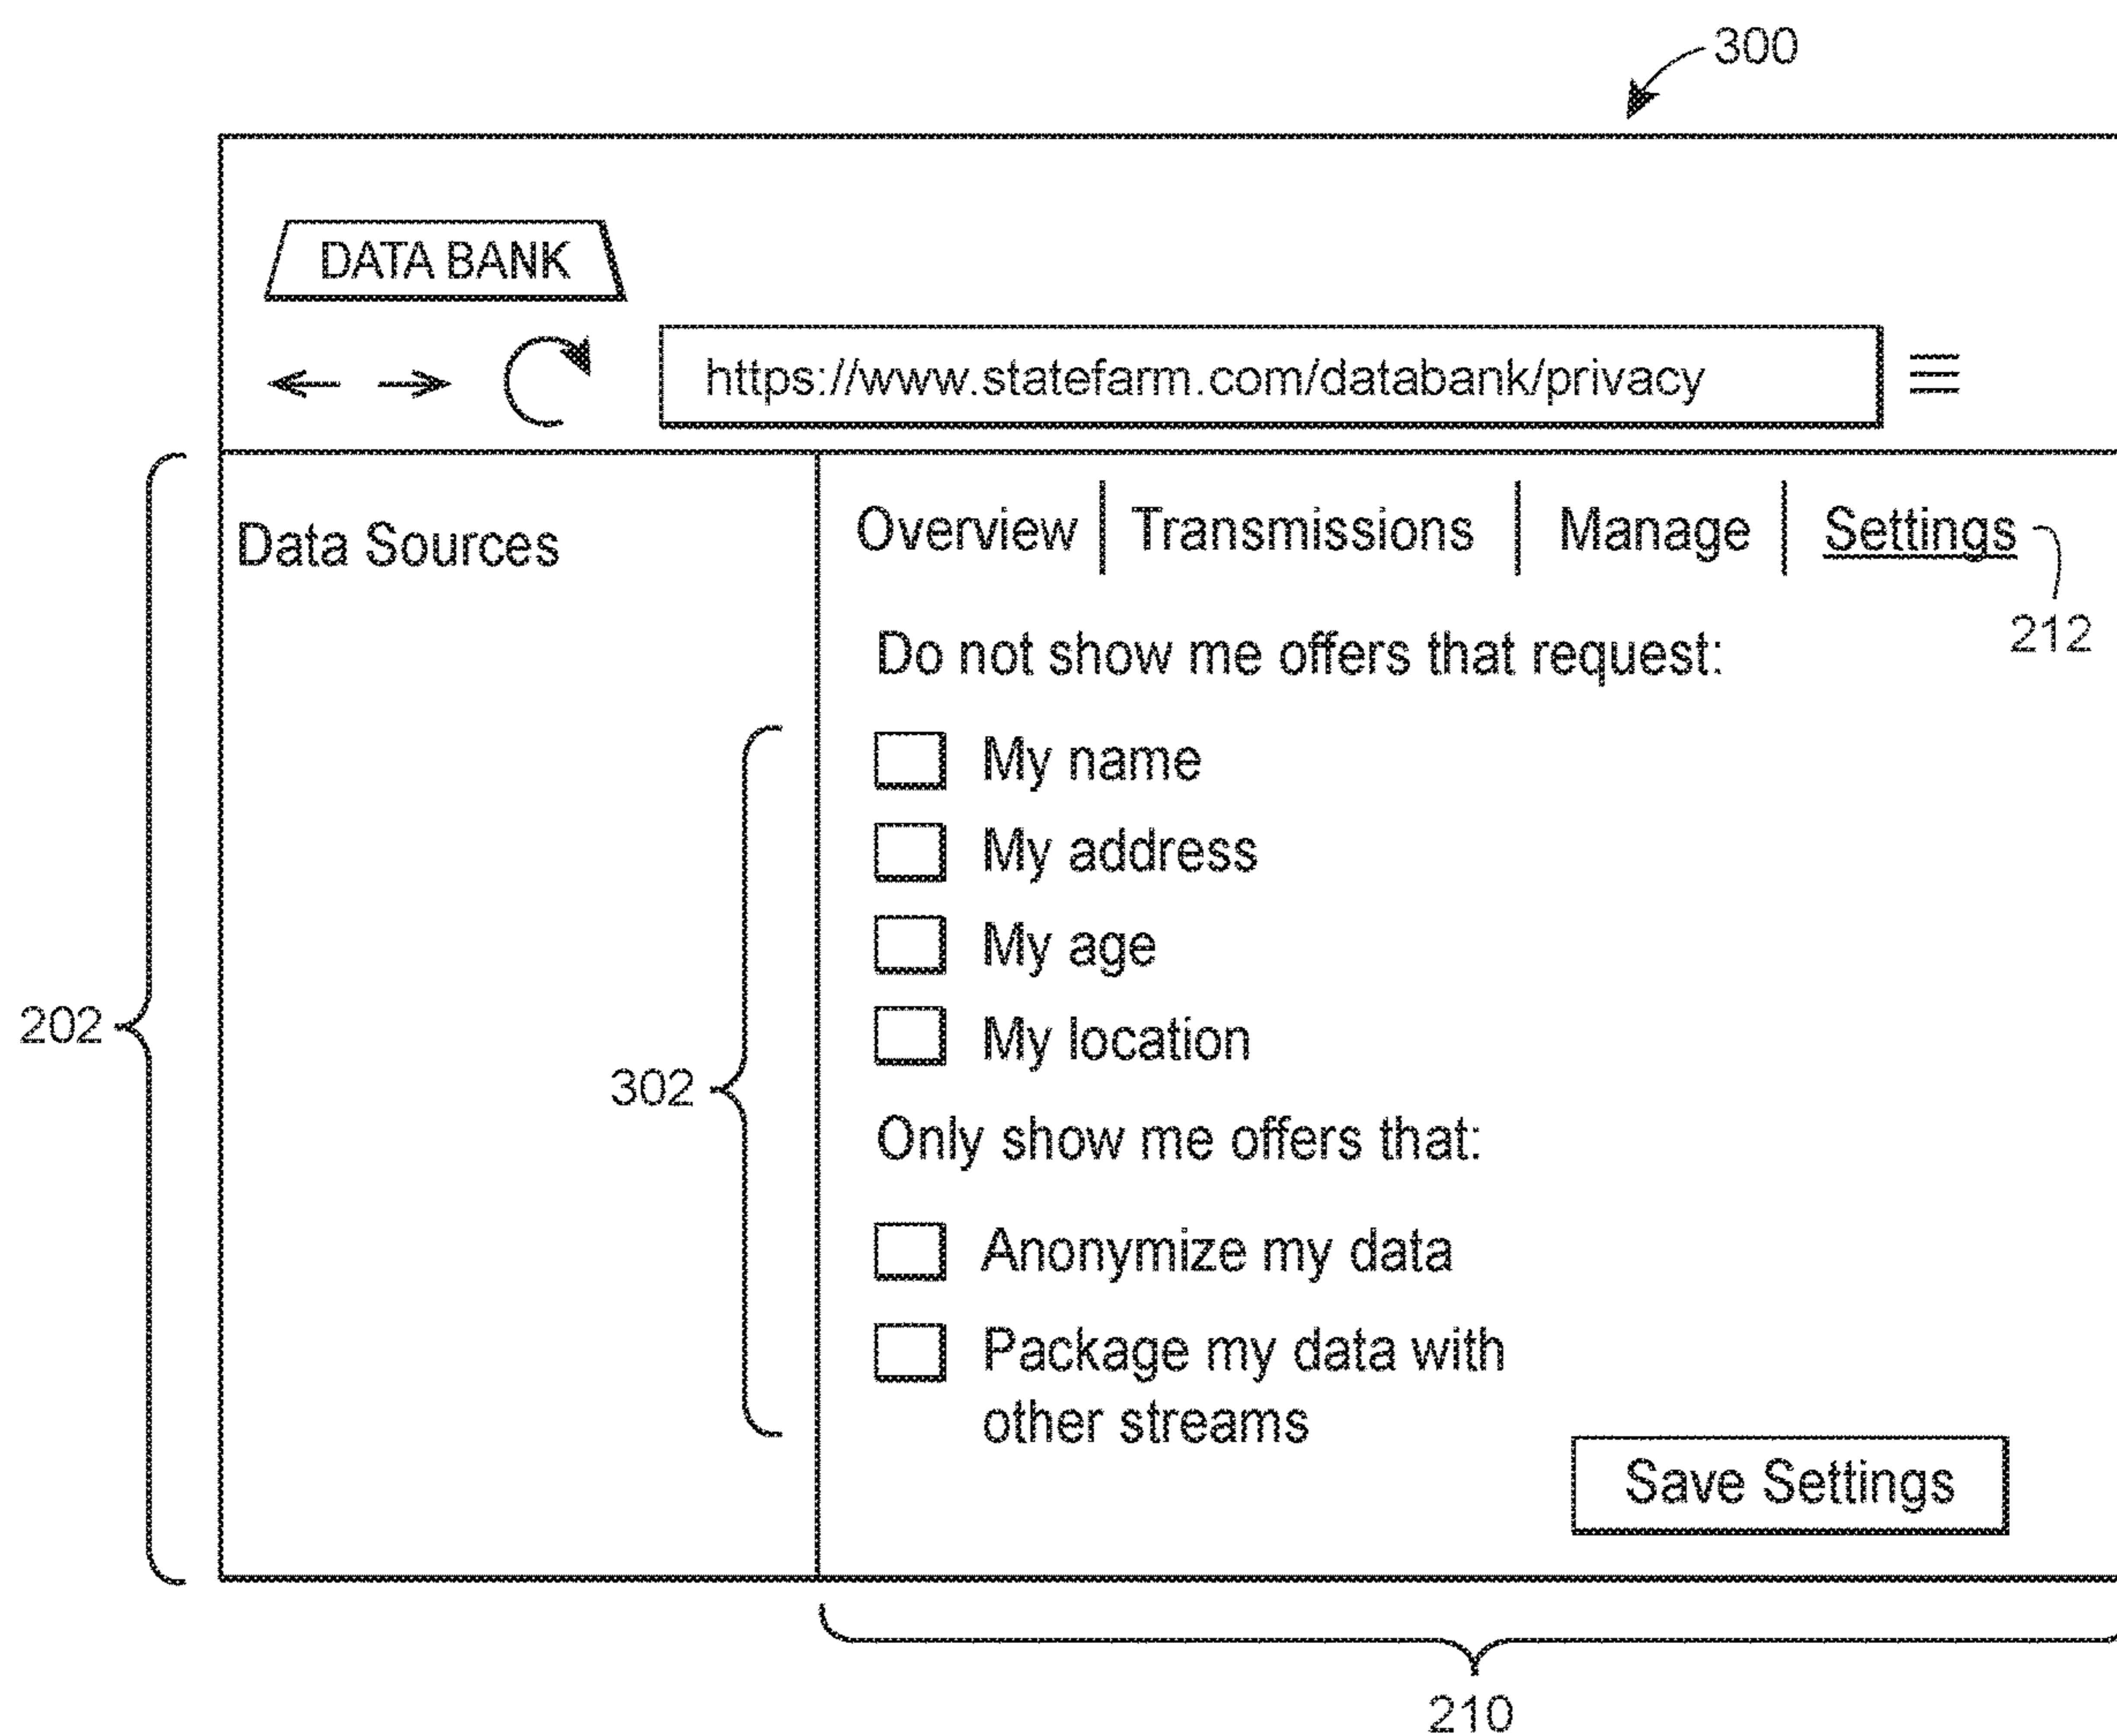 300
DATA BANK
https://www.statefarm.com/databank/privacy
Data Sources
Overview Transmissions Manage Settings
212
Do not show me offers that request:
My name
My address
My age
My location
202
302
Only show me offers that:
Anonymize my data
Package my data with
other streams
Save Settings
210